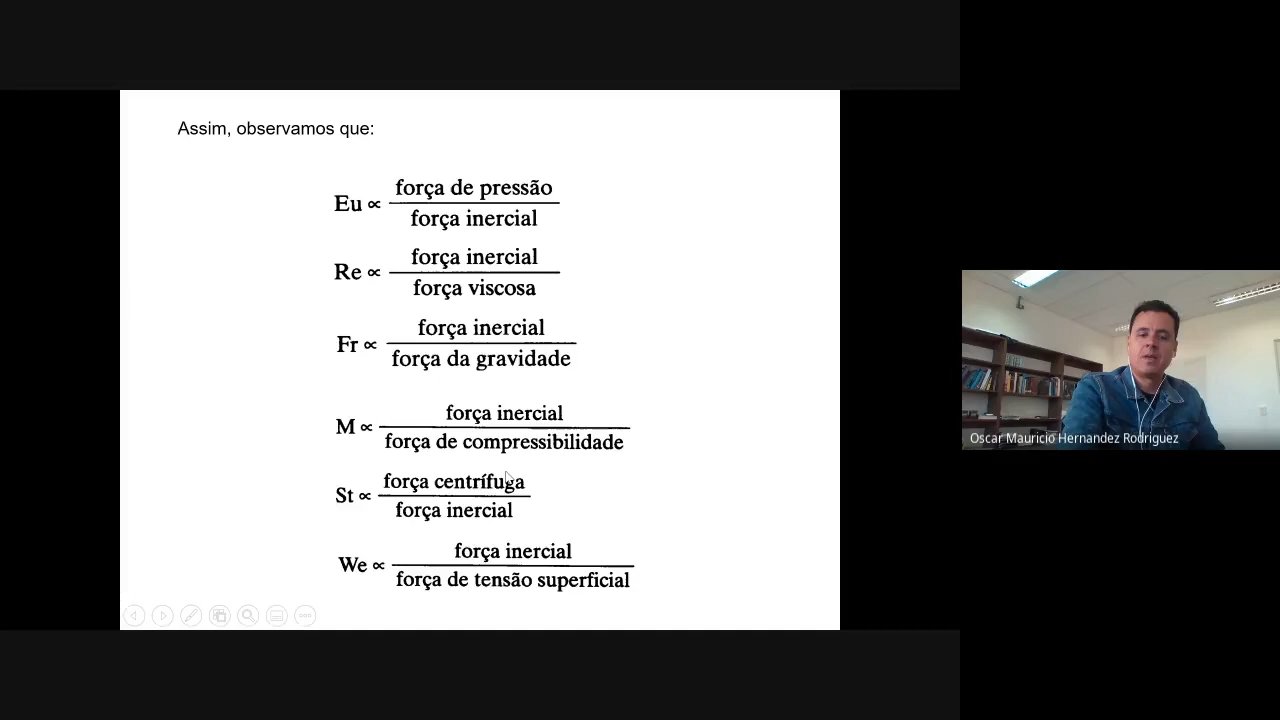 Assim, observamos que:
Eu ∝ força de pressão
força inercial
Re ∝ força inercial
força viscosa
Fr ∝ força inercial
força da gravidade
M ∝ força inercial
força de compressibilidade
St ∝ força centrífuga
força inercial
We ∝ força inercial
força de tensão superficial
Oscar Mauricio Hernandez Rodriguez